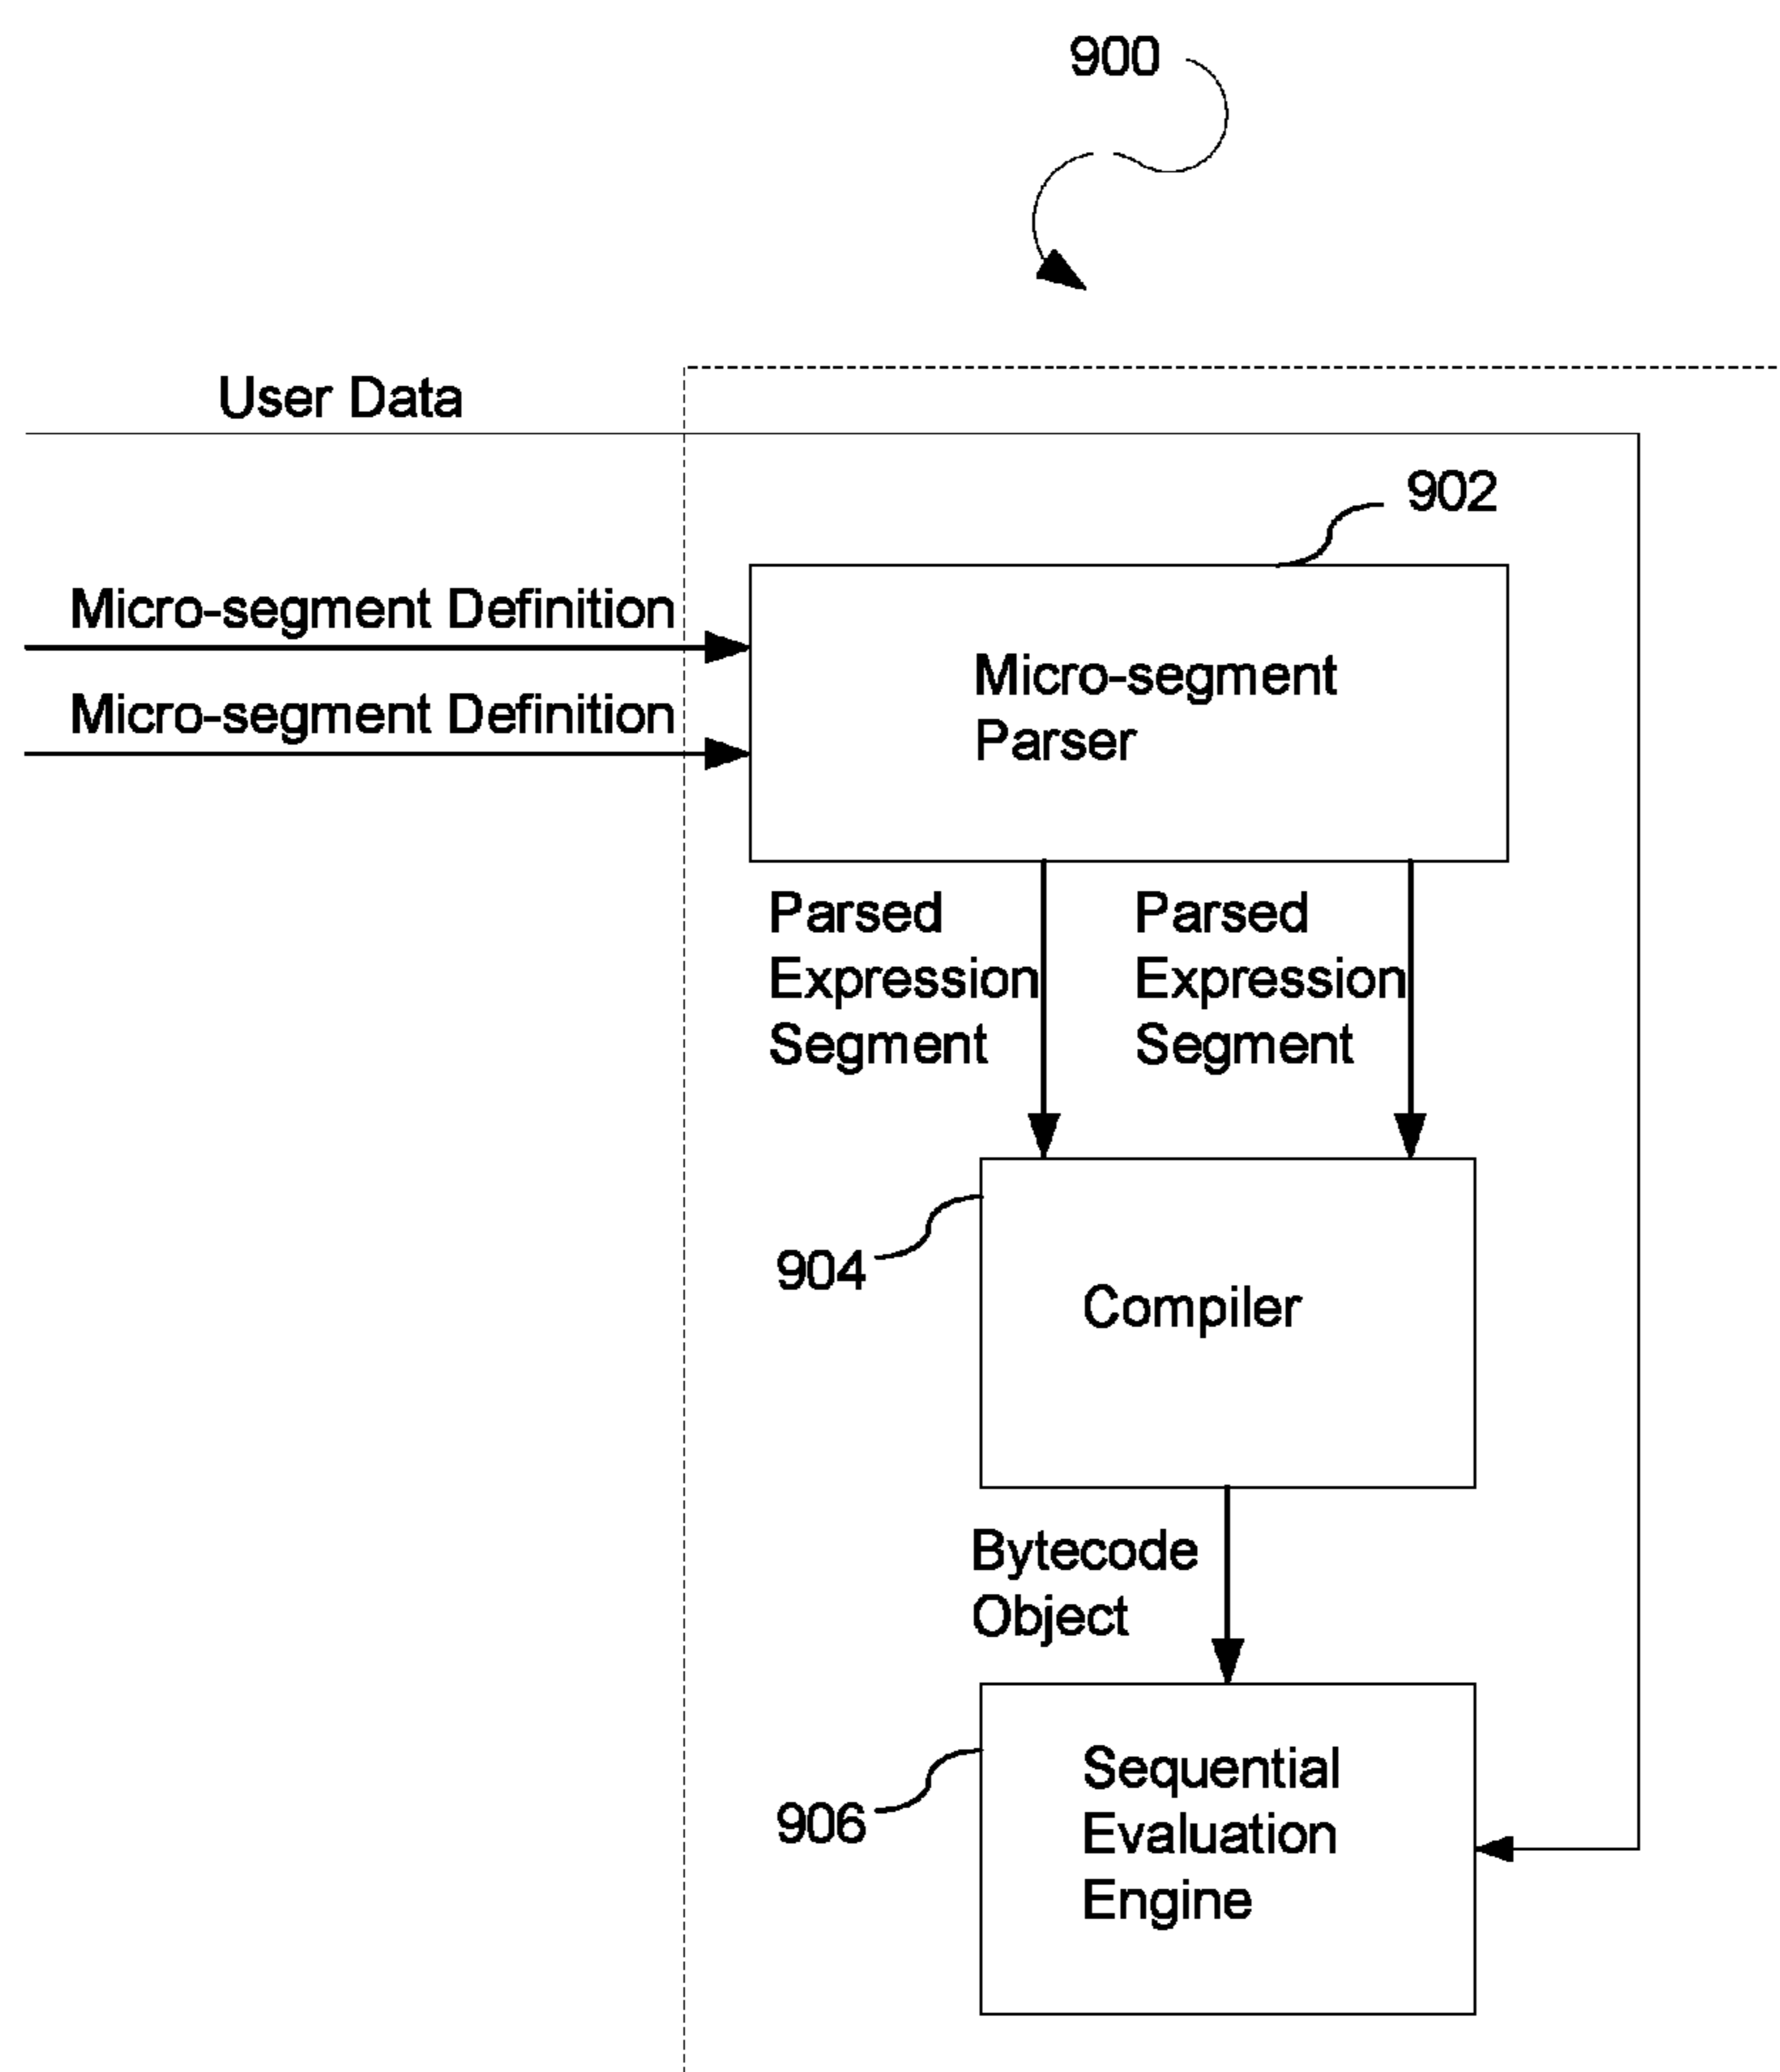 900
User Data
902
Micro-segment Definition
Micro-segment Definition
Micro-segment
Parser
Parsed
Expression
Segment
Parsed
Expression
Segment
904
Compiler
Bytecode
Object
906
Sequential
Evaluation
Engine